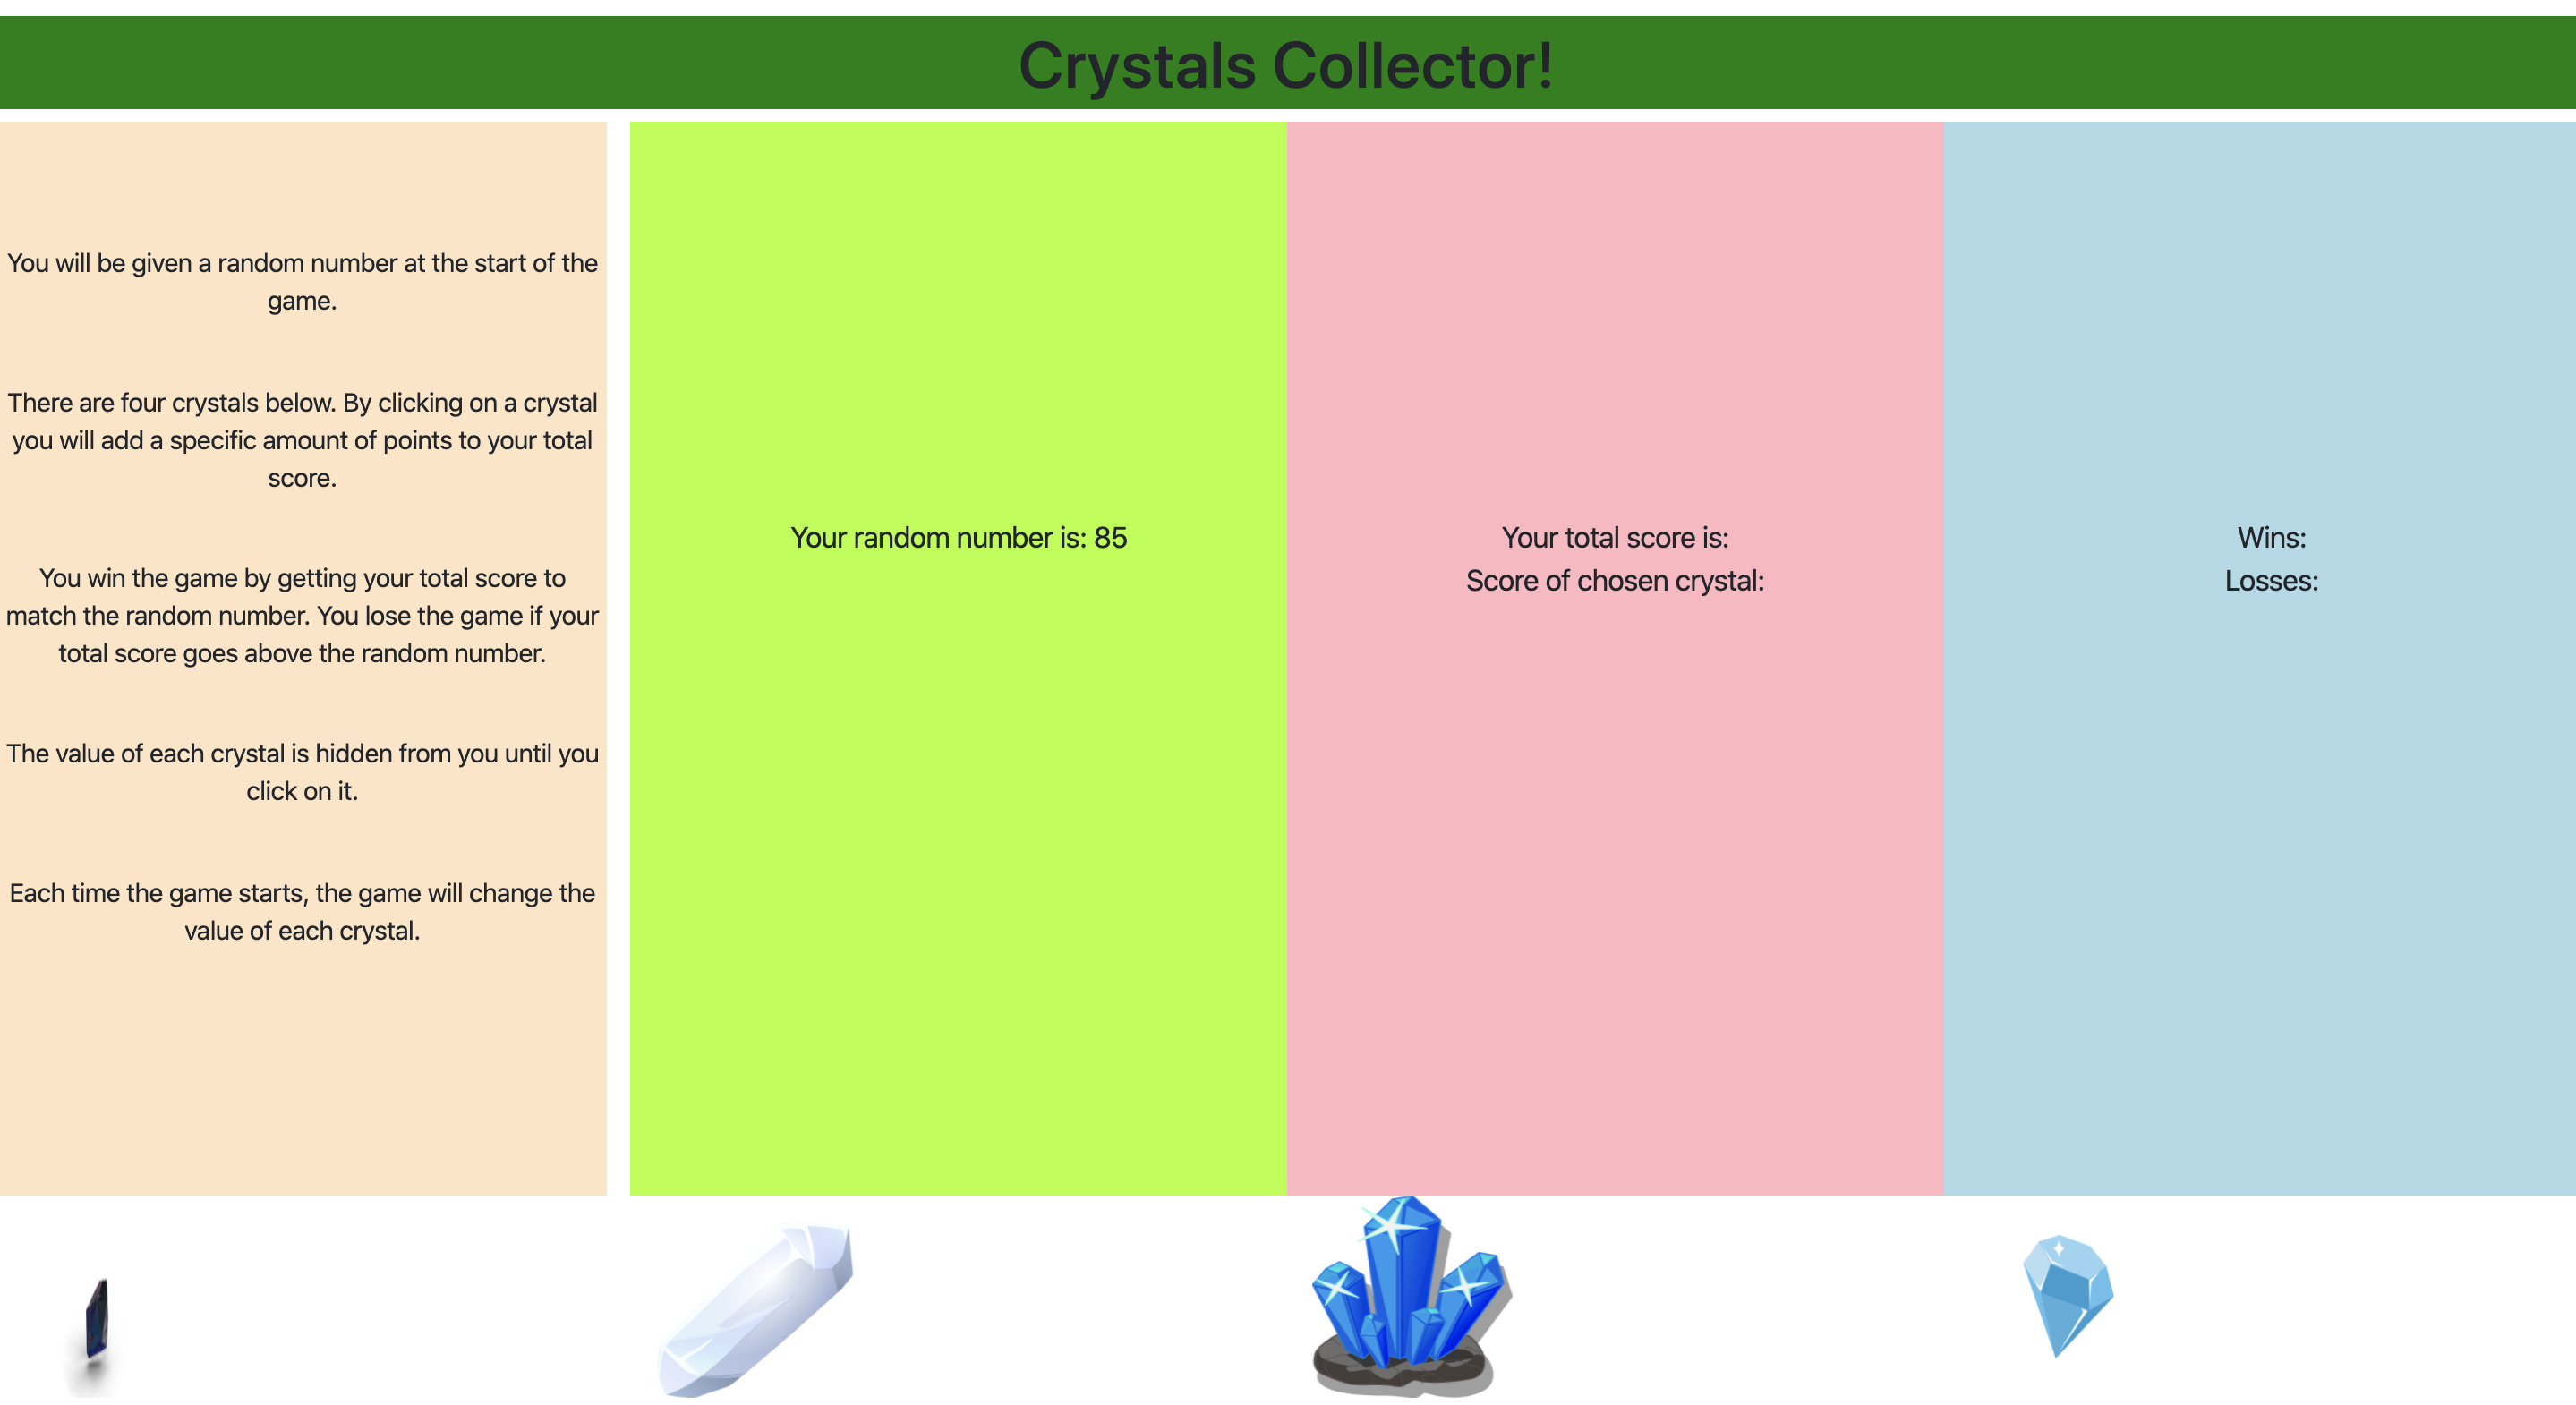 Crystals Collector!
You will be given a random number at the start of the
game.
There are four crystals below. By clicking on a crystal
you will add a specific amount of points to your total
score.
You win the game by getting your total score to
match the random number. You lose the game if your
total score goes above the random number.
The value of each crystal is hidden from you until you
click on it.
Each time the game starts, the game will change the
value of each crystal.
Your random number is: 85
Your total score is:
Score of chosen crystal:
Wins:
Losses: